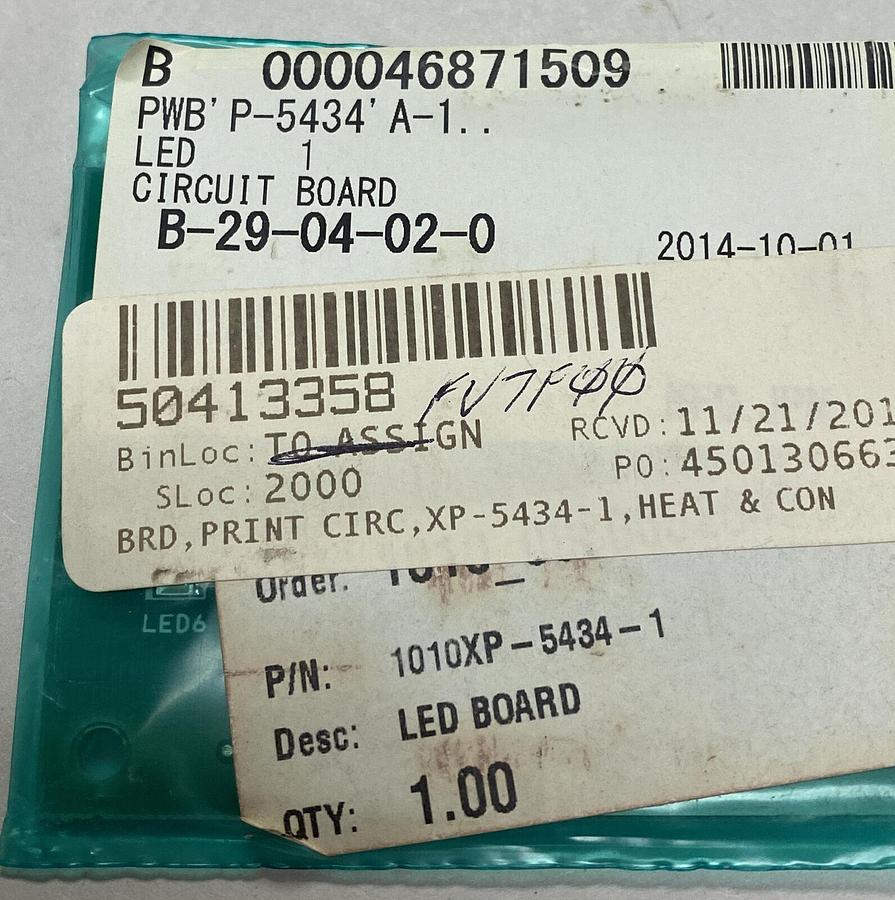 B 000046871509
PWB'P-5434'A-1..
LED 1
CIRCUIT BOARD
B-29-04-02-0
2014-10-01
50413358 FV7F00
BinLoc: TO ASSIGN RCVD: 11/21/201
SLoc: 2000 PO: 450130663
BRD,PRINT CIRC,XP-5434-1,HEAT & CON
Order:
LED6
P/N: 1010XP-5434-1
Desc: LED BOARD
QTY: 1.00